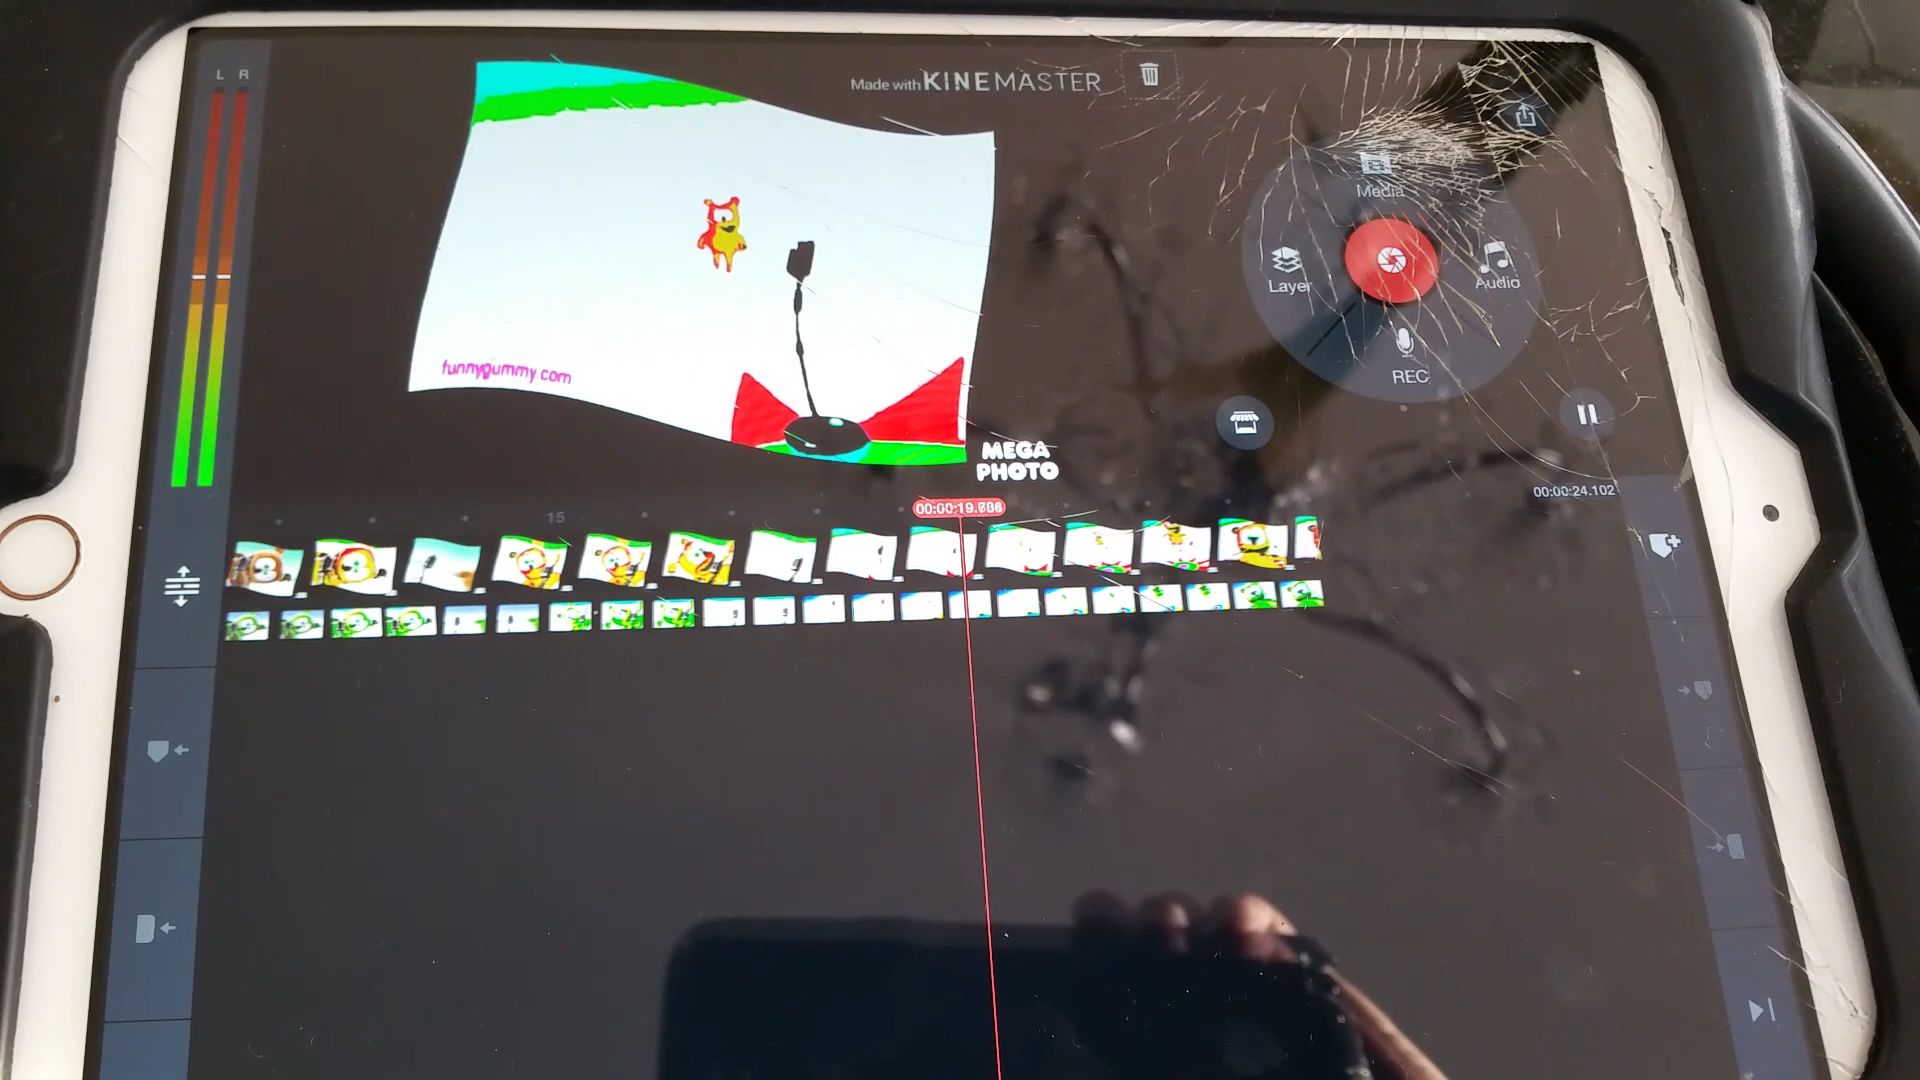 L R
Made with KINEMASTER
Media
Layer
Audio
REC
funnygummy.com
MEGA
PHOTO
00:00:24.102
15